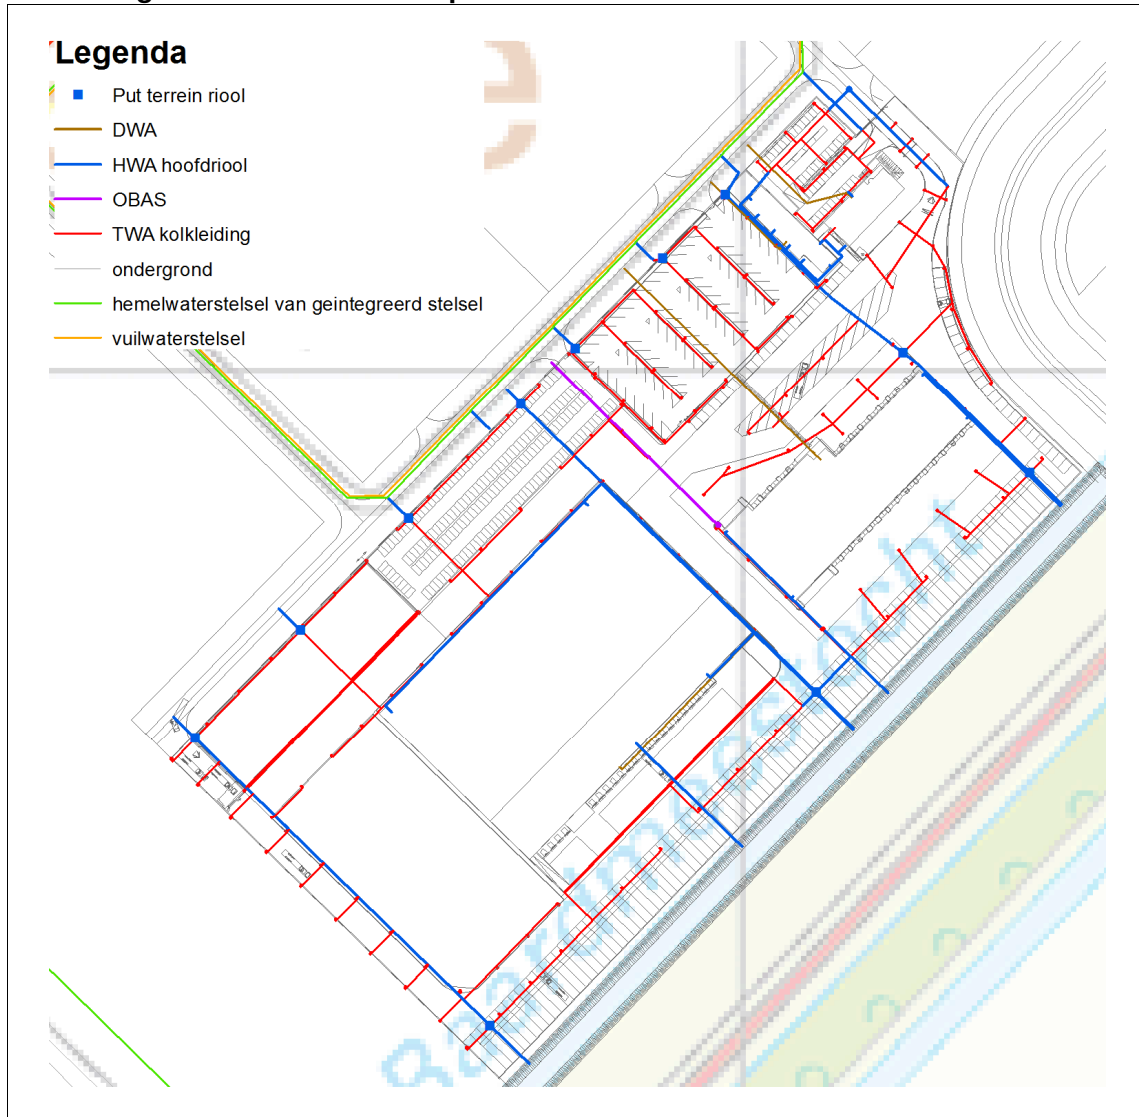 Legenda
Put terrein riool
DWA
HWA hoofdriool
OBAS
TWA kolkleiding
ondergrond
hemelwaterstelsel van geintegreerd stelsel
vuilwaterstelsel